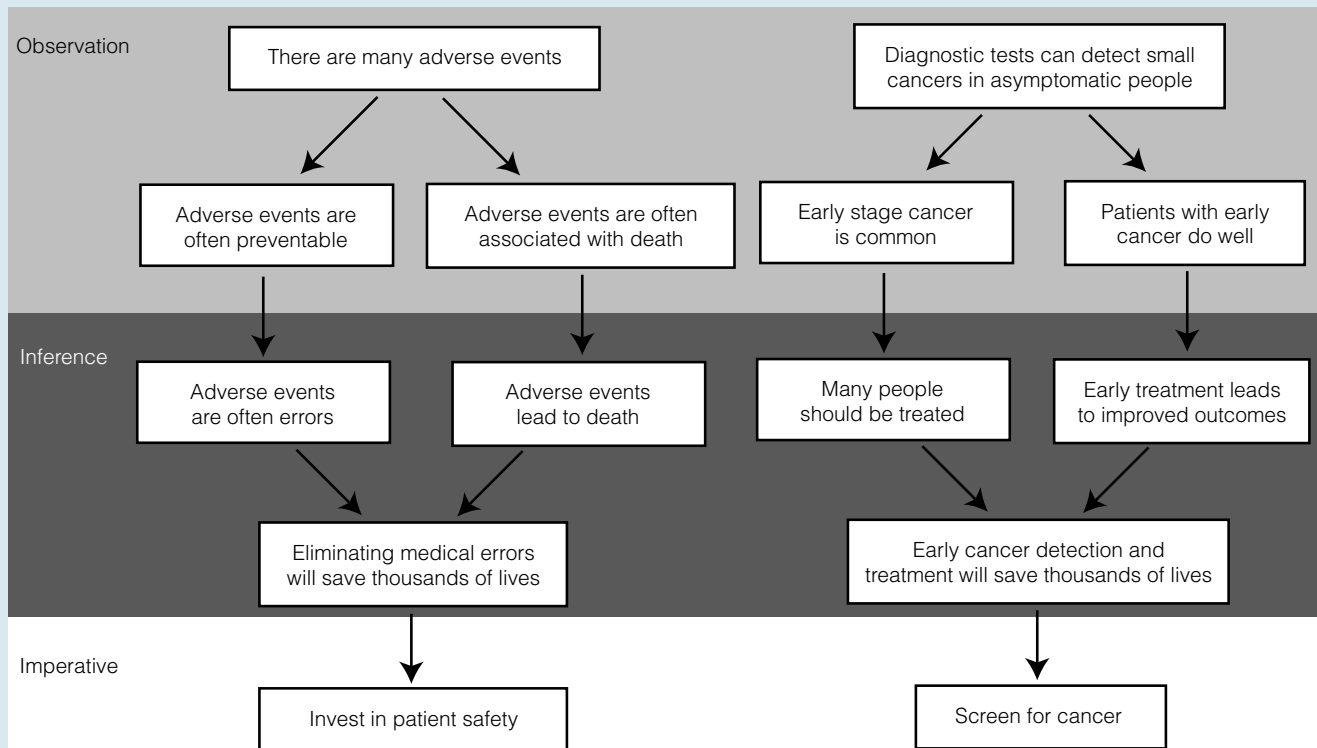 Observation
There are many adverse events
Diagnostic tests can detect small
cancers in asymptomatic people
Adverse events are
often preventable
Adverse events are often
associated with death
Early stage cancer
is common
Patients with early
cancer do well
Inference
Adverse events
are often errors
Adverse events
lead to death
Many people
should be treated
Early treatment leads
to improved outcomes
Eliminating medical errors
will save thousands of lives
Early cancer detection and
treatment will save thousands of lives
Imperative
Invest in patient safety
Screen for cancer